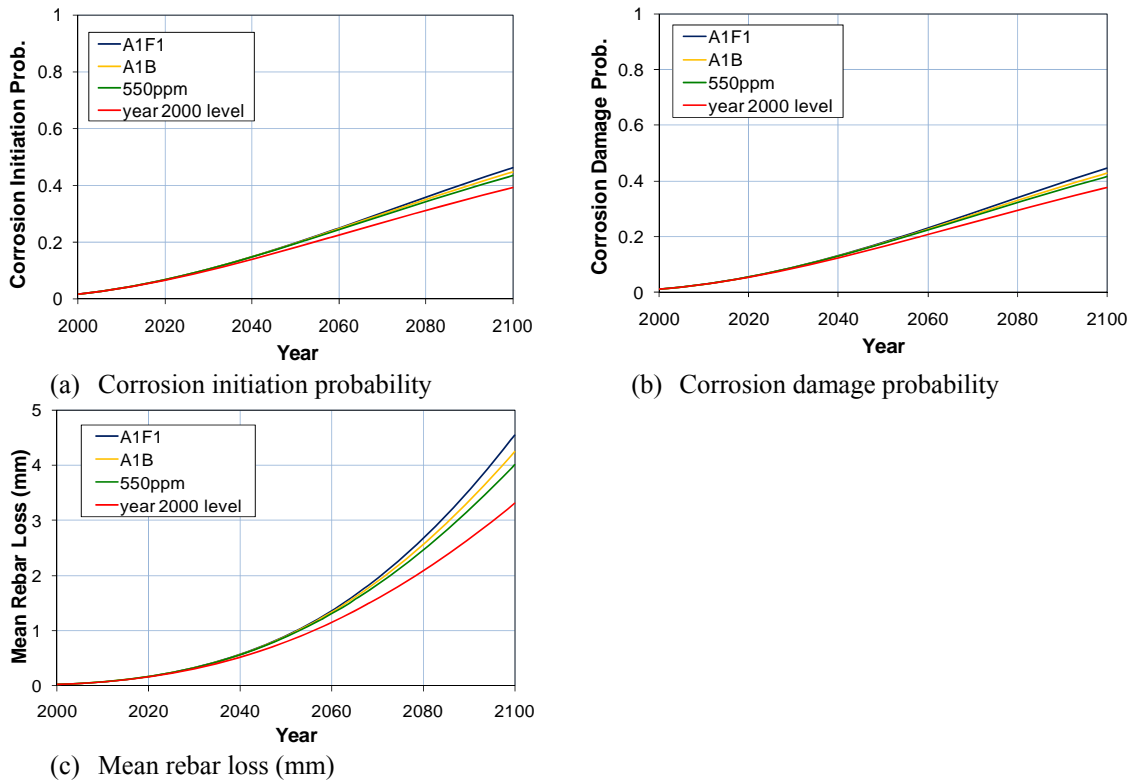 1
0.8
0.6
0.4
0.2
0
Corrosion Initiation Prob.
A1F1
A1B
550ppm
year 2000 level
2000 2020 2040 2060 2080 2100
Year
(a) Corrosion initiation probability
1
0.8
0.6
0.4
0.2
0
Corrosion Damage Prob.
A1F1
A1B
550ppm
year 2000 level
2000 2020 2040 2060 2080 2100
Year
(b) Corrosion damage probability
5
4
3
2
1
0
Mean Rebar Loss (mm)
A1F1
A1B
550ppm
year 2000 level
2000 2020 2040 2060 2080 2100
Year
(c) Mean rebar loss (mm)